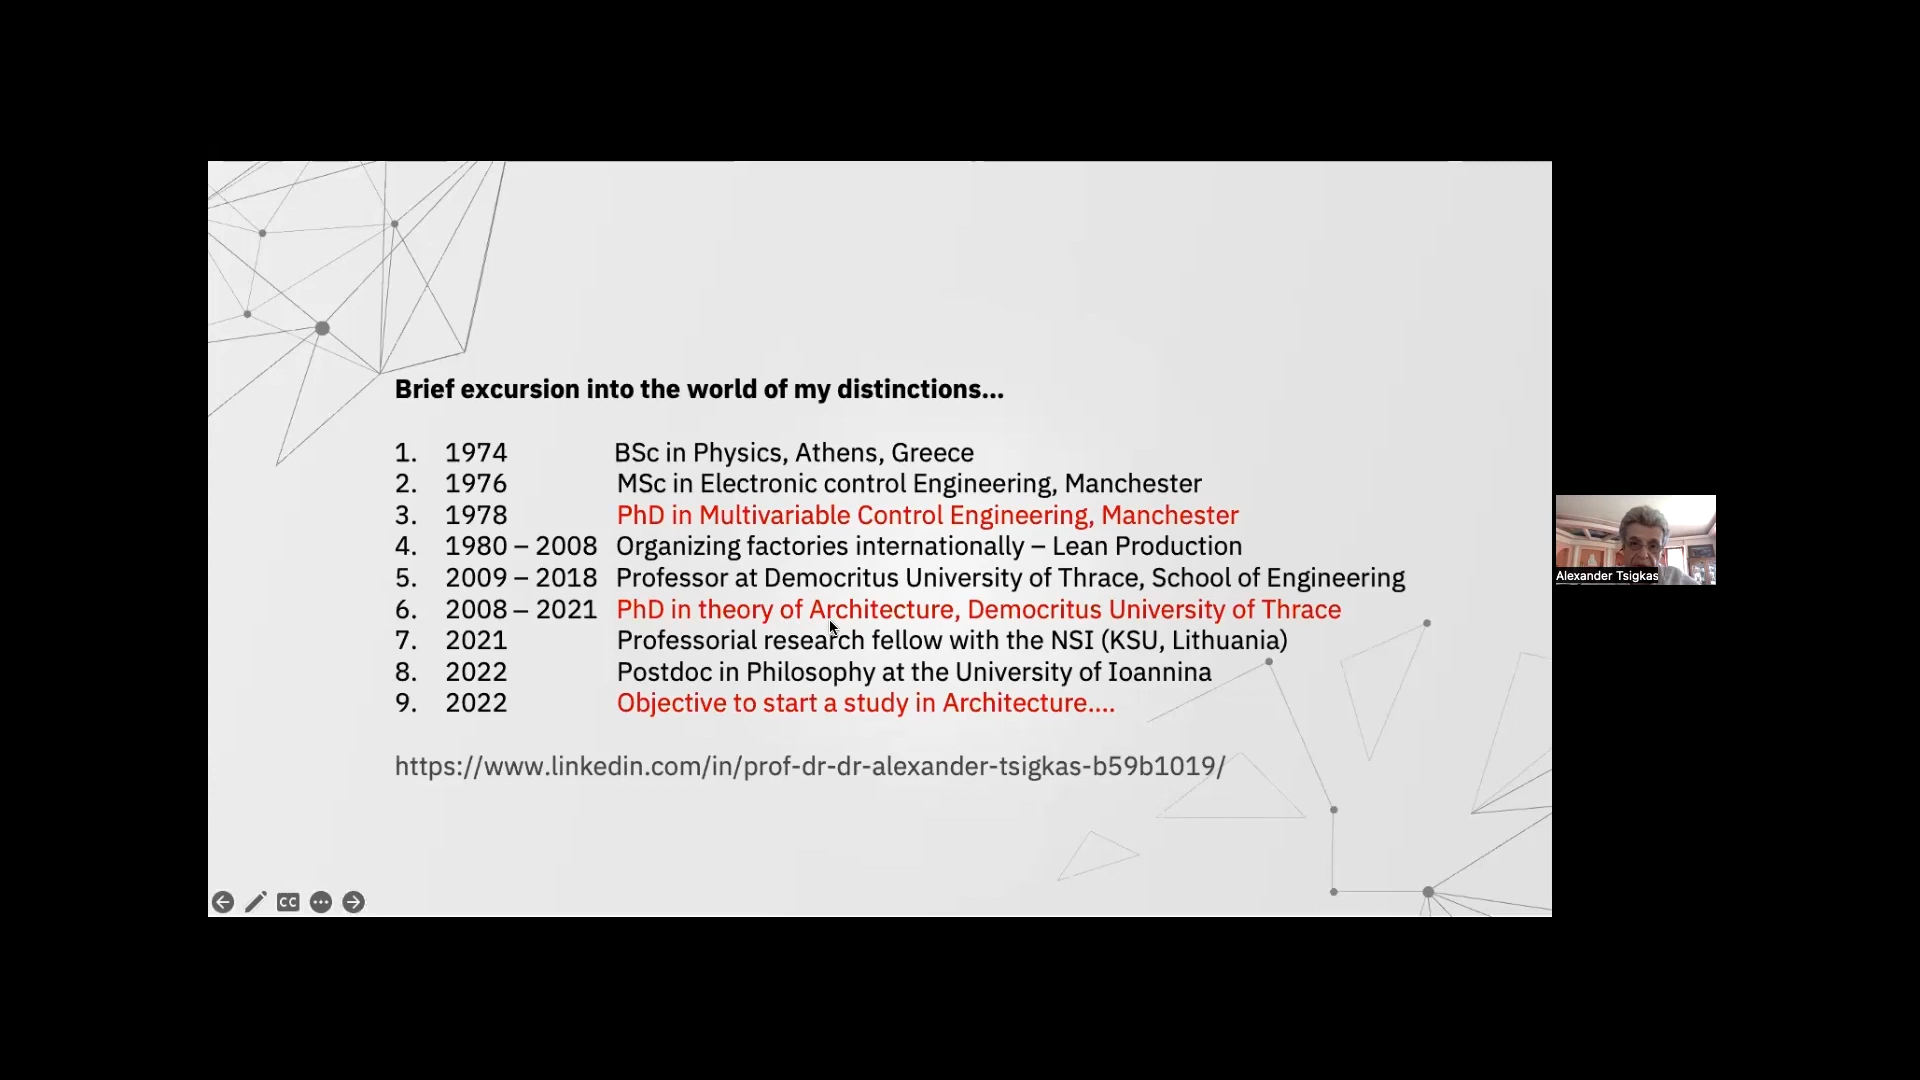 Brief excursion into the world of my distinctions...
1. 1974 BSc in Physics, Athens, Greece
2. 1976 MSc in Electronic control Engineering, Manchester
3. 1978 PhD in Multivariable Control Engineering, Manchester
4. 1980 – 2008 Organizing factories internationally – Lean Production
5. 2009 – 2018 Professor at Democritus University of Thrace, School of Engineering
6. 2008 – 2021 PhD in theory of Architecture, Democritus University of Thrace
7. 2021 Professorial research fellow with the NSI (KSU, Lithuania)
8. 2022 Postdoc in Philosophy at the University of Ioannina
9. 2022 Objective to start a study in Architecture....
https://www.linkedin.com/in/prof-dr-dr-alexander-tsigkas-b59b1019/
CC
Alexander Tsigkas